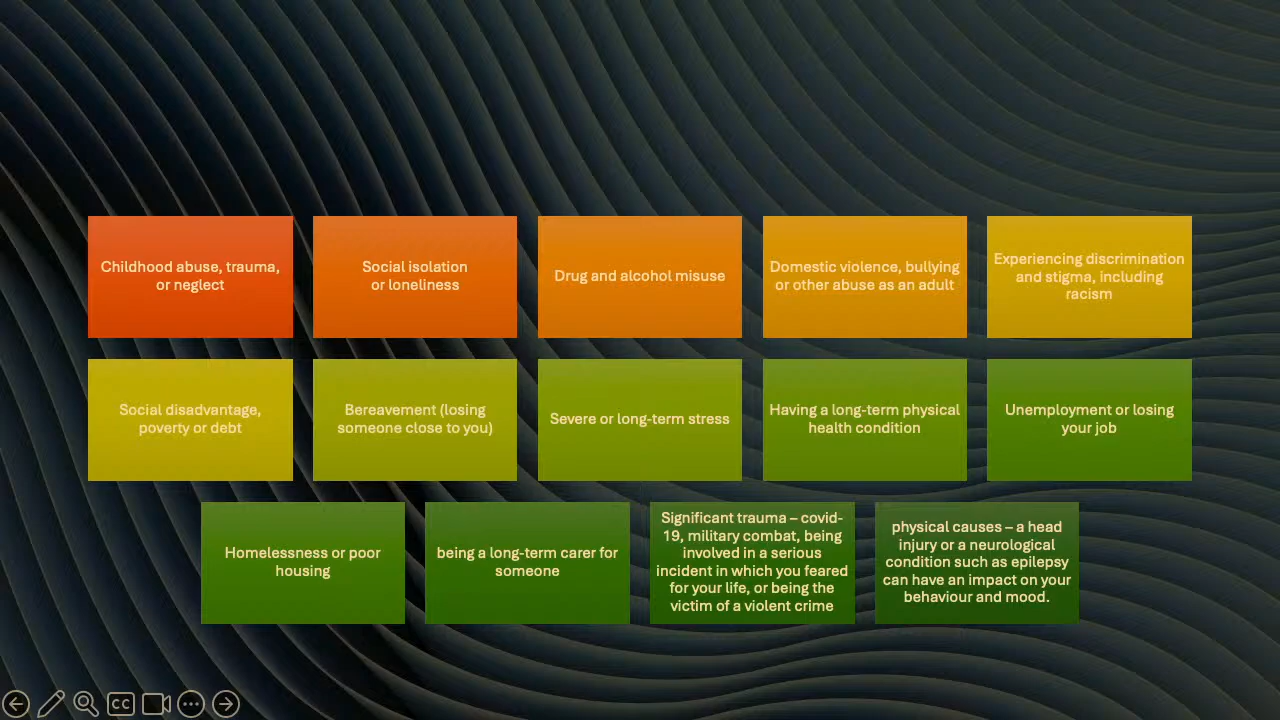 Childhood abuse, trauma,
or neglect
Social isolation
or loneliness
Drug and alcohol misuse
Domestic violence, bullying
or other abuse as an adult
Experiencing discrimination
and stigma, including
racism
Social disadvantage,
poverty or debt
Bereavement (losing
someone close to you)
Severe or long-term stress
Having a long-term physical
health condition
Unemployment or losing
your job
Homelessness or poor
housing
being a long-term carer for
someone
Significant trauma – covid-
19, military combat, being
involved in a serious
incident in which you feared
for your life, or being the
victim of a violent crime
physical causes – a head
injury or a neurological
condition such as epilepsy
can have an impact on your
behaviour and mood.
CC